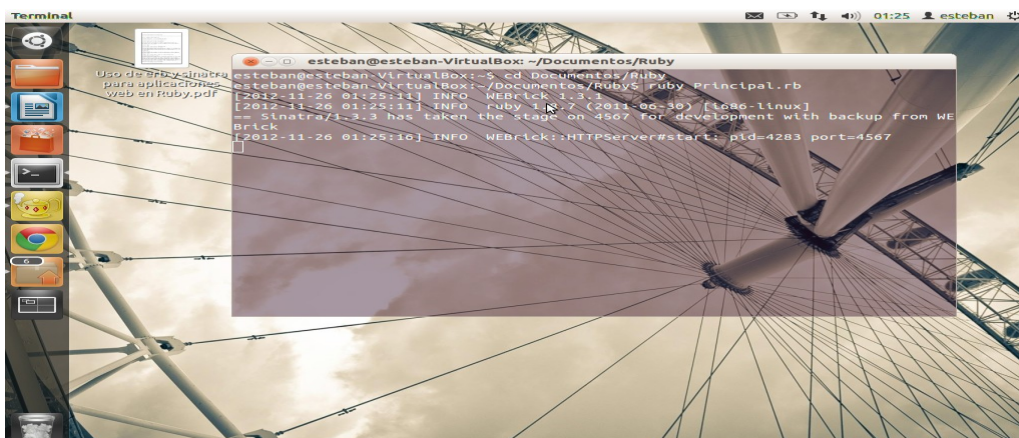 Terminal
01:25 esteban
Uso de erb y sinatra
para aplicaciones
web en Ruby.pdf
esteban@esteban-VirtualBox: ~/Documentos/Ruby
esteban@esteban-VirtualBox:~$ cd Documentos/Ruby
esteban@esteban-VirtualBox:~/Documentos/Ruby$ ruby Principal.rb
[2012-11-26 01:25:11] INFO  WEBrick 1.3.1
[2012-11-26 01:25:11] INFO  ruby (2011-06-30) [i686-linux]
== Sinatra/1.3.3 has taken the stage on 4567 for development with backup from WE
Brick
[2012-11-26 01:25:16] INFO  WEBrick::HTTPServer#start: pid=4283 port=4567
6